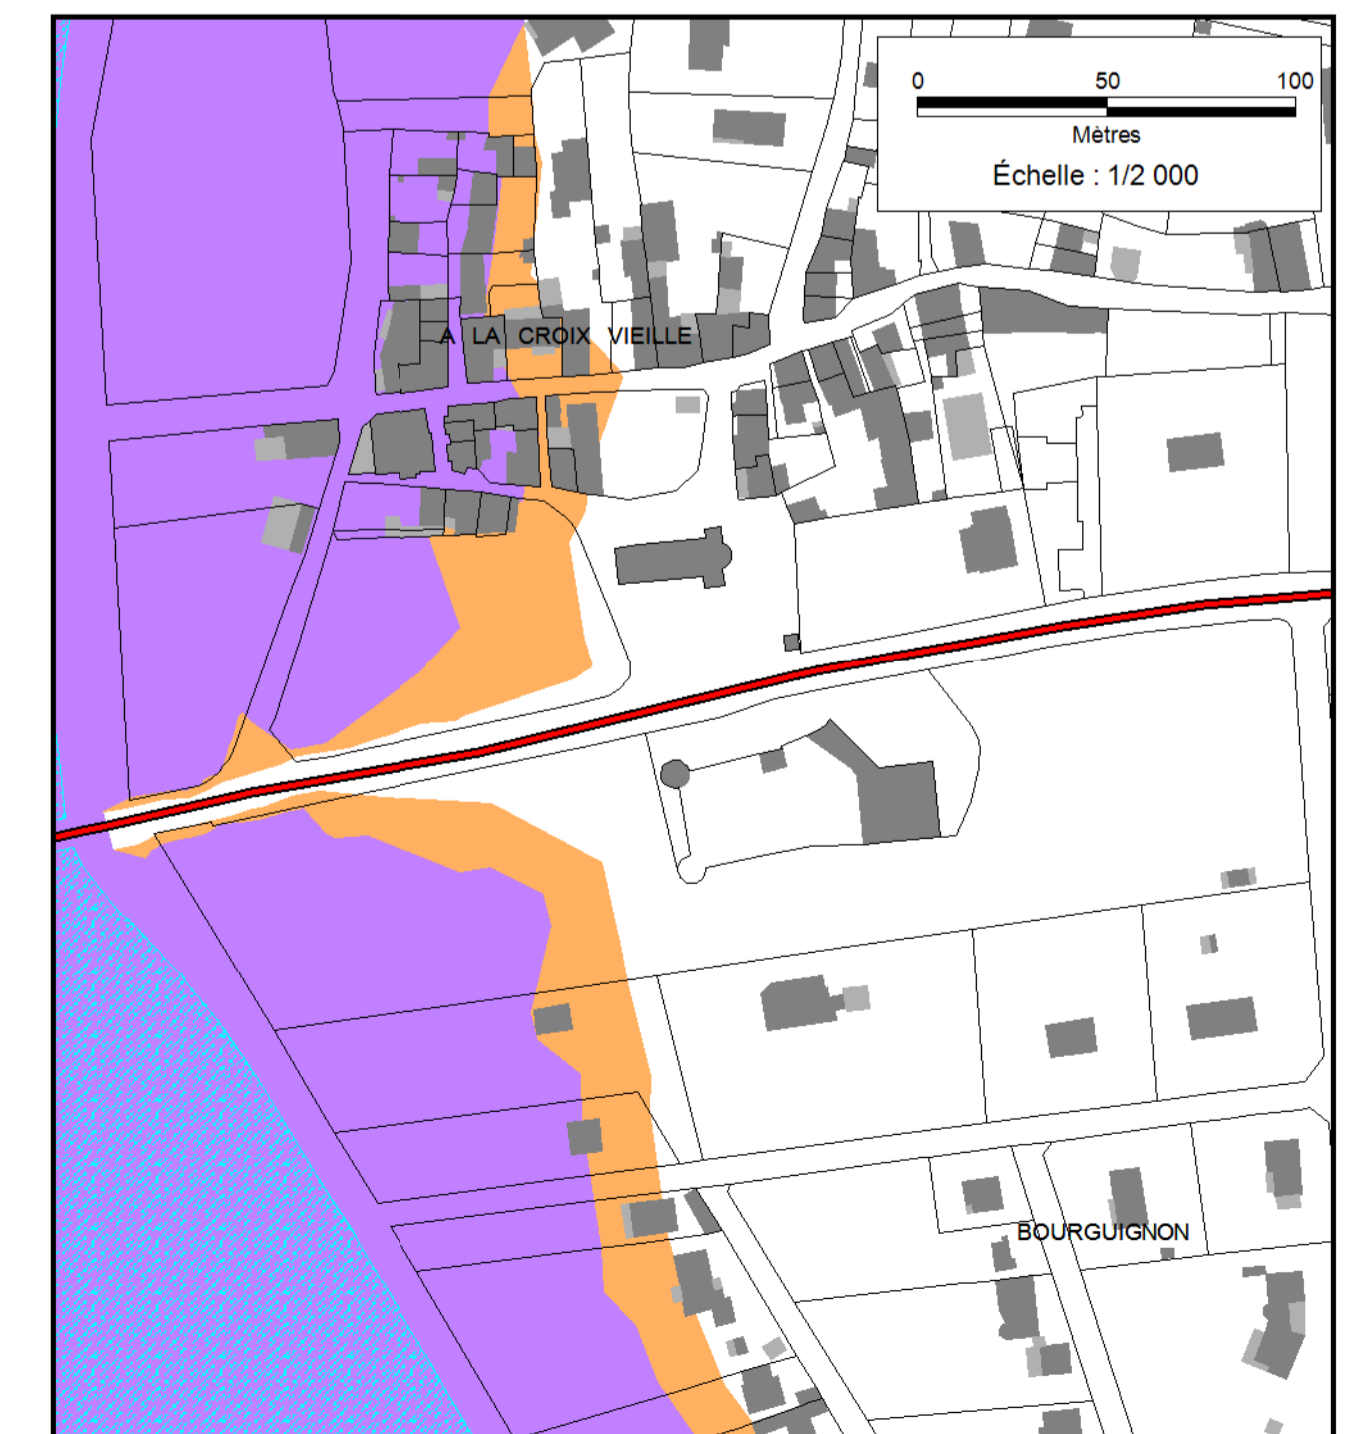 0 50 100
Mètres
Échelle : 1/2 000
A LA CROIX VIEILLE
BOURGUIGNON